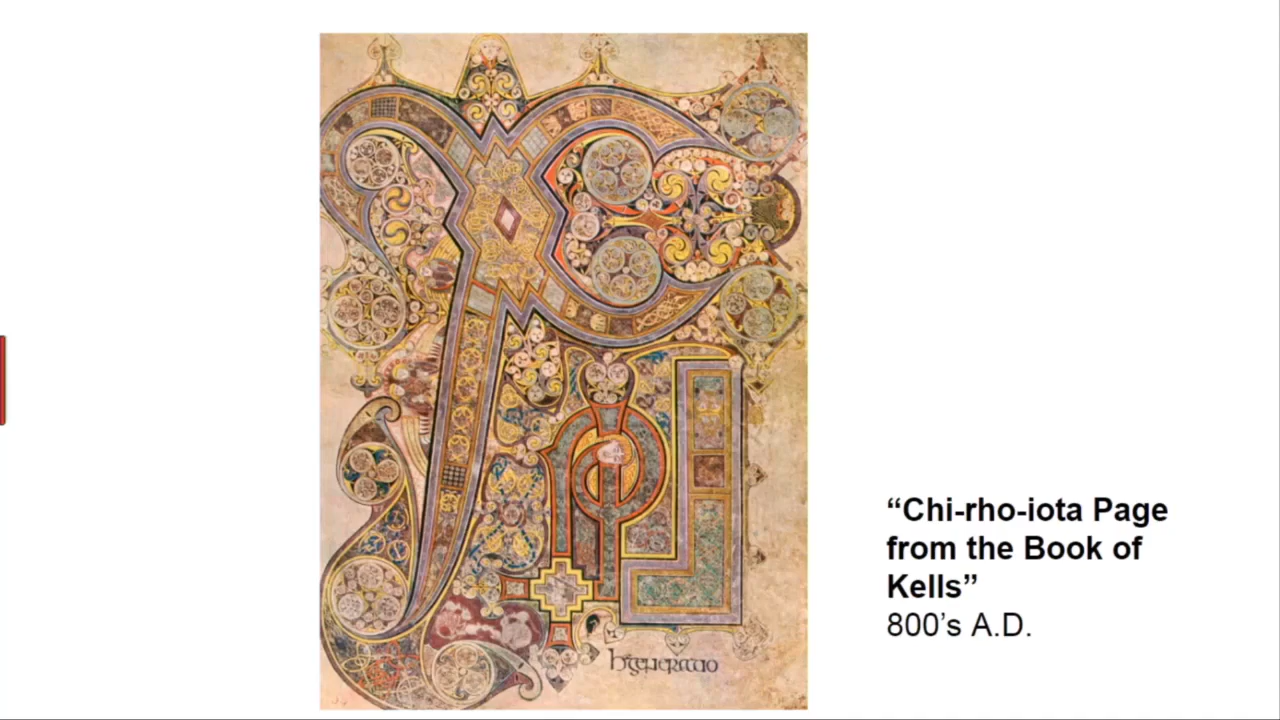 “Chi-rho-iota Page
from the Book of
Kells”
800’s A.D.
h generatio